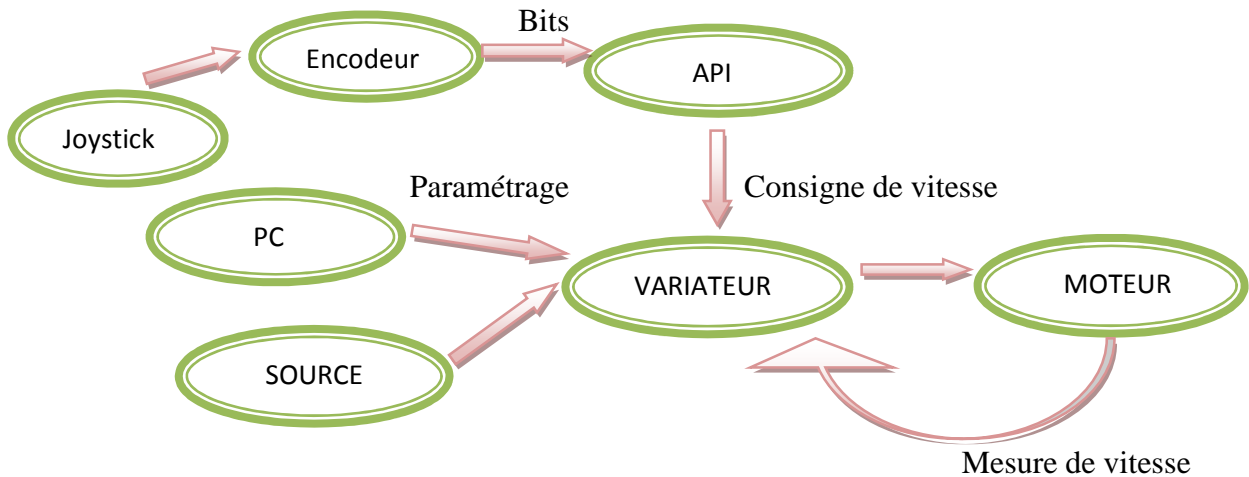 Bits
Encodeur
API
Joystick
Paramétrage
Consigne de vitesse
PC
VARIATEUR
MOTEUR
SOURCE
Mesure de vitesse